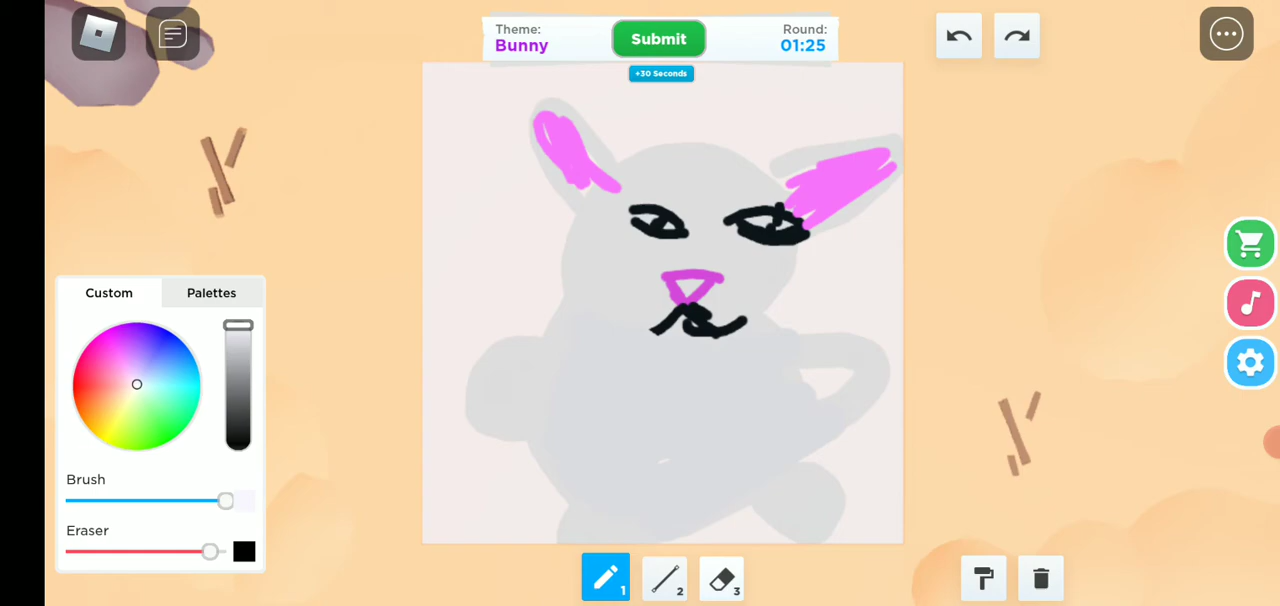 Theme:
Bunny
Submit
Round:
01:25
+30 Seconds
Custom
Palettes
Brush
Eraser
1
2
3